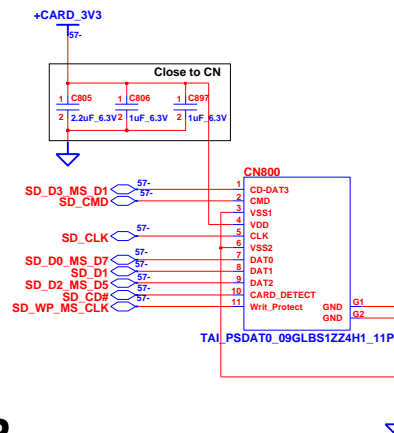 +CARD_3V3
57-
Close to CN
1 C805 1 C806 1 C897
2 2.2uF_6.3V 2 1uF_6.3V 2 1uF_6.3V
CN800
SD_D3_MS_D1 57- 1 CD-DAT3
SD_CMD 57- 2 CMD
3 VSS1
4 VDD
SD_CLK 57- 5 CLK
6 VSS2
SD_D0_MS_D7 57- 7 DAT0
SD_D1 57- 8 DAT1
SD_D2_MS_D5 57- 9 DAT2
SD_CD# 57- 10 CARD_DETECT
SD_WP_MS_CLK 57- 11 Writ_Protect GND G1
GND G2
TAI_PSDAT0_09GLBS1ZZ4H1_11P